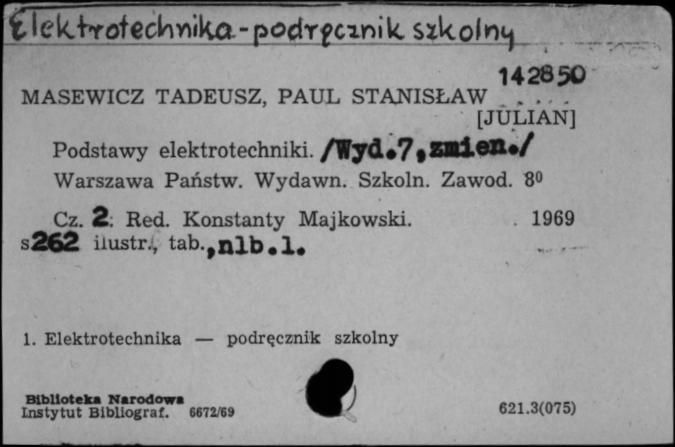 Elektrotechnika - podręcznik szkolny
142850
MASEWICZ TADEUSZ, PAUL STANISŁAW
[JULIAN]
Podstawy elektrotechniki. /Wyd.7,zmien./
Warszawa Państw. Wydawn. Szkoln. Zawod. 8⁰
Cz. 2: Red. Konstanty Majkowski. 1969
s262 ilustr., tab.,nlb.1.
1. Elektrotechnika — podręcznik szkolny
Biblioteka Narodowa
Instytut Bibliograf. 6672/69 621.3(075)